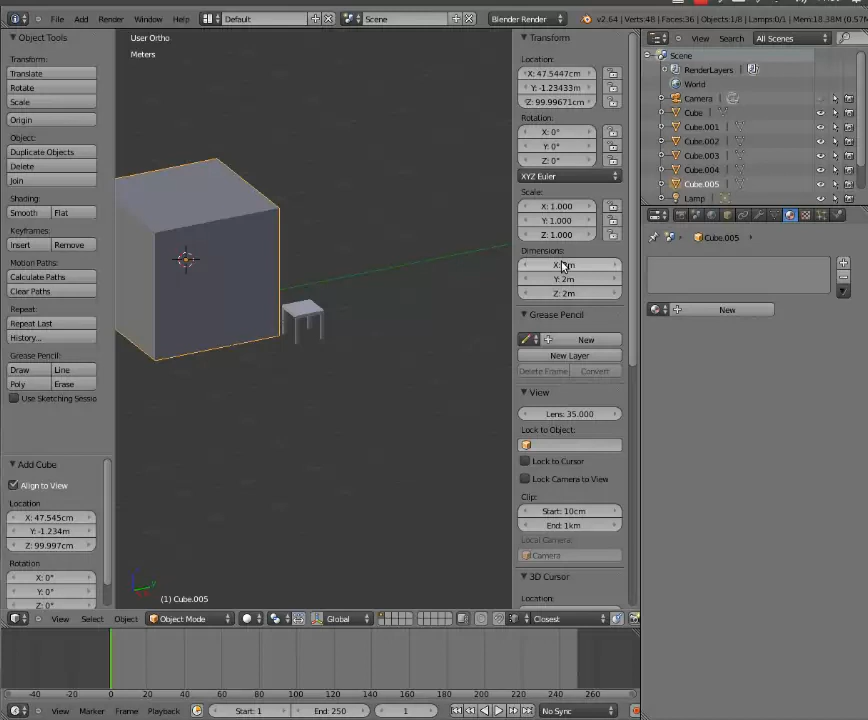 File Add Render Window Help Default Scene Blender Render v2.64 | Verts:48 | Faces:36 | Objects:1/8 | Lamps:0/1 | Mem:18.38M (0.57M
Object Tools
Transform:
Translate
Rotate
Scale
Origin
Object:
Duplicate Objects
Delete
Join
Shading:
Smooth Flat
Keyframes:
Insert Remove
Motion Paths:
Calculate Paths
Clear Paths
Repeat:
Repeat Last
History...
Grease Pencil:
Draw Line
Poly Erase
Use Sketching Sessio
Add Cube
Align to View
Location
X: 47.545cm
Y: -1.234m
Z: 99.997cm
Rotation
X: 0°
Y: 0°
Z: 0°
User Ortho
Meters
(1) Cube.005
Transform
Location:
X: 47.5447cm
Y: -1.23433m
Z: 99.99671cm
Rotation:
X: 0°
Y: 0°
Z: 0°
XYZ Euler
Scale:
X: 1.000
Y: 1.000
Z: 1.000
Dimensions:
Y: 2m
Z: 2m
Grease Pencil
New
New Layer
Delete Frame Convert
View
Lens: 35.000
Lock to Object:
Lock to Cursor
Lock Camera to View
Clip:
Start: 10cm
End: 1km
Local Camera:
Camera
3D Cursor
Location:
View Search All Scenes
Scene
RenderLayers
World
Camera
Cube
Cube.001
Cube.002
Cube.003
Cube.004
Cube.005
Lamp
Cube.005
New
View Select Object Object Mode Global Closest
-40 -20 0 20 40 60 80 100 120 140 160 180 200 220 240 260
View Marker Frame Playback Start: 1 End: 250 1 No Sync